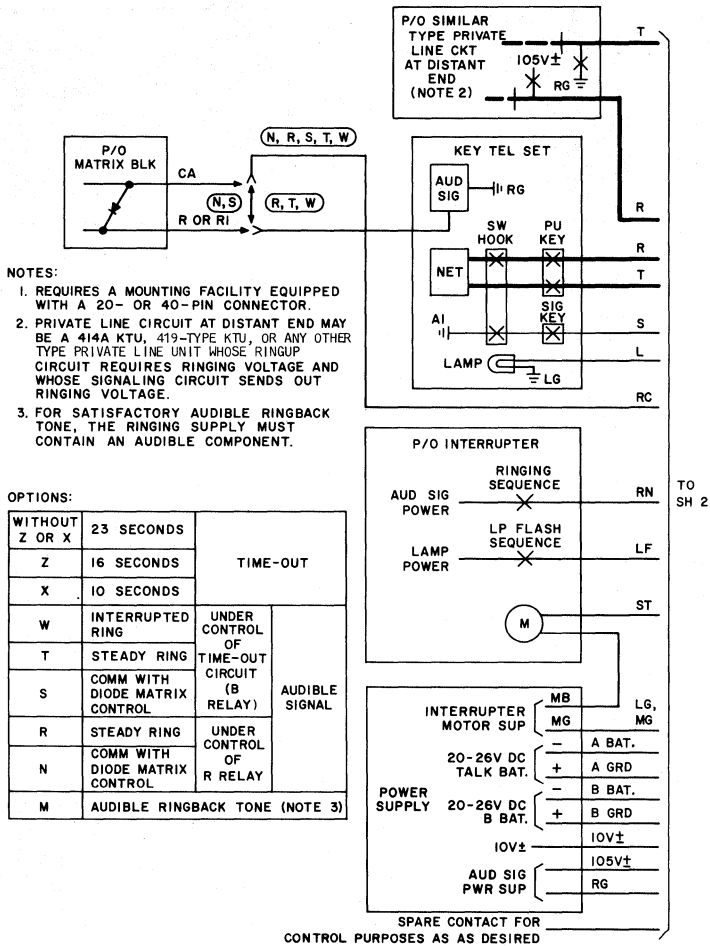 P/O SIMILAR
TYPE PRIVATE
LINE CKT
AT DISTANT
END
(NOTE 2)
105V±
RG
T
R
P/O
MATRIX BLK
CA
R OR RI
N, R, S, T, W
N, S
R, T, W
KEY TEL SET
AUD
SIG
RG
SW
HOOK
PU
KEY
NET
SIG
KEY
A1
LAMP
LG
R
T
S
L
RC
NOTES:
1. REQUIRES A MOUNTING FACILITY EQUIPPED
WITH A 20- OR 40-PIN CONNECTOR.
2. PRIVATE LINE CIRCUIT AT DISTANT END MAY
BE A 414A KTU, 419-TYPE KTU, OR ANY OTHER
TYPE PRIVATE LINE UNIT WHOSE RINGUP
CIRCUIT REQUIRES RINGING VOLTAGE AND
WHOSE SIGNALING CIRCUIT SENDS OUT
RINGING VOLTAGE.
3. FOR SATISFACTORY AUDIBLE RINGBACK
TONE, THE RINGING SUPPLY MUST
CONTAIN AN AUDIBLE COMPONENT.
P/O INTERRUPTER
RINGING
SEQUENCE
AUD SIG
POWER
RN
LP FLASH
SEQUENCE
LAMP
POWER
LF
M
ST
TO
SH 2
OPTIONS:
WITHOUT
Z OR X
23 SECONDS
Z
16 SECONDS
X
10 SECONDS
TIME-OUT
W
INTERRUPTED
RING
T
STEADY RING
S
COMM WITH
DIODE MATRIX
CONTROL
UNDER
CONTROL
OF
TIME-OUT
CIRCUIT
(B
RELAY)
R
STEADY RING
N
COMM WITH
DIODE MATRIX
CONTROL
UNDER
CONTROL
OF
R RELAY
AUDIBLE
SIGNAL
M
AUDIBLE RINGBACK TONE (NOTE 3)
POWER
SUPPLY
INTERRUPTER
MOTOR SUP
MB
MG
LG,
MG
20-26V DC
TALK BAT.
-
A BAT.
+
A GRD
20-26V DC
B BAT.
-
B BAT.
+
B GRD
10V±
10V±
AUD SIG
PWR SUP
105V±
RG
SPARE CONTACT FOR
CONTROL PURPOSES AS AS DESIRED